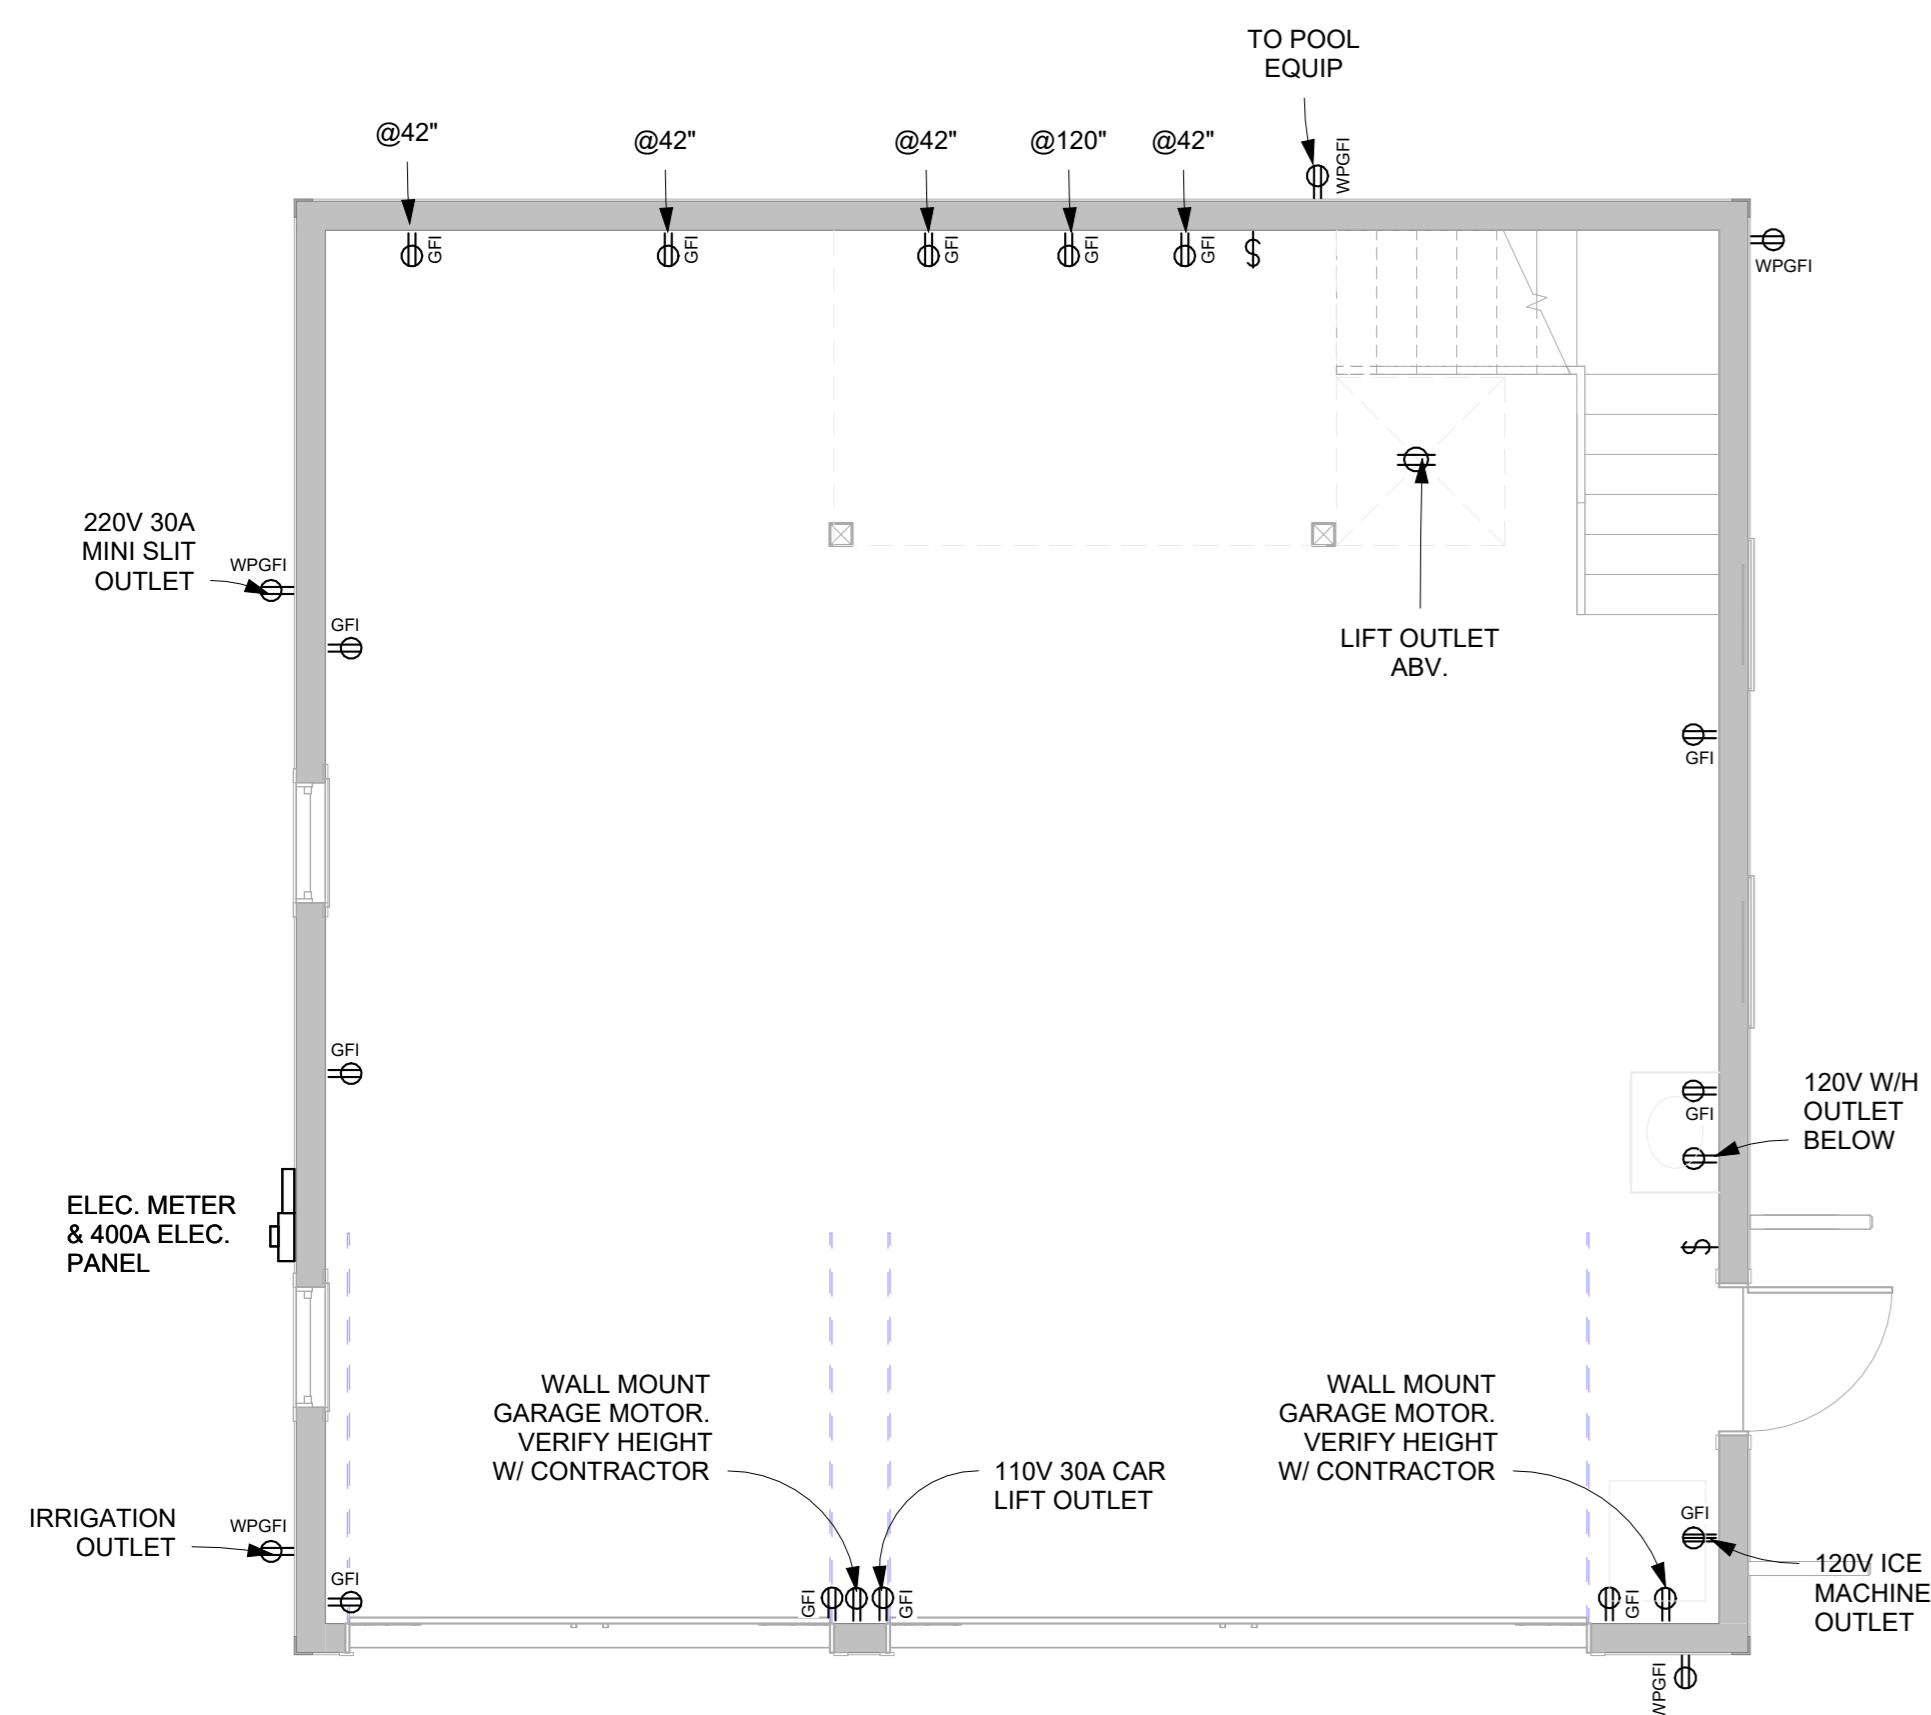 TO POOL
EQUIP
@42"
@42"
@42"
@120"
@42"
WPGFI
GFI
GFI
GFI
GFI
GFI
$
WPGFI
220V 30A
MINI SLIT
OUTLET
WPGFI
GFI
LIFT OUTLET
ABV.
GFI
GFI
GFI
120V W/H
OUTLET
BELOW
ELEC. METER
& 400A ELEC.
PANEL
$
WALL MOUNT
GARAGE MOTOR.
VERIFY HEIGHT
W/ CONTRACTOR
110V 30A CAR
LIFT OUTLET
WALL MOUNT
GARAGE MOTOR.
VERIFY HEIGHT
W/ CONTRACTOR
IRRIGATION
OUTLET
WPGFI
GFI
GFI
GFI
GFI
GFI
120V ICE
MACHINE
OUTLET
WPGFI